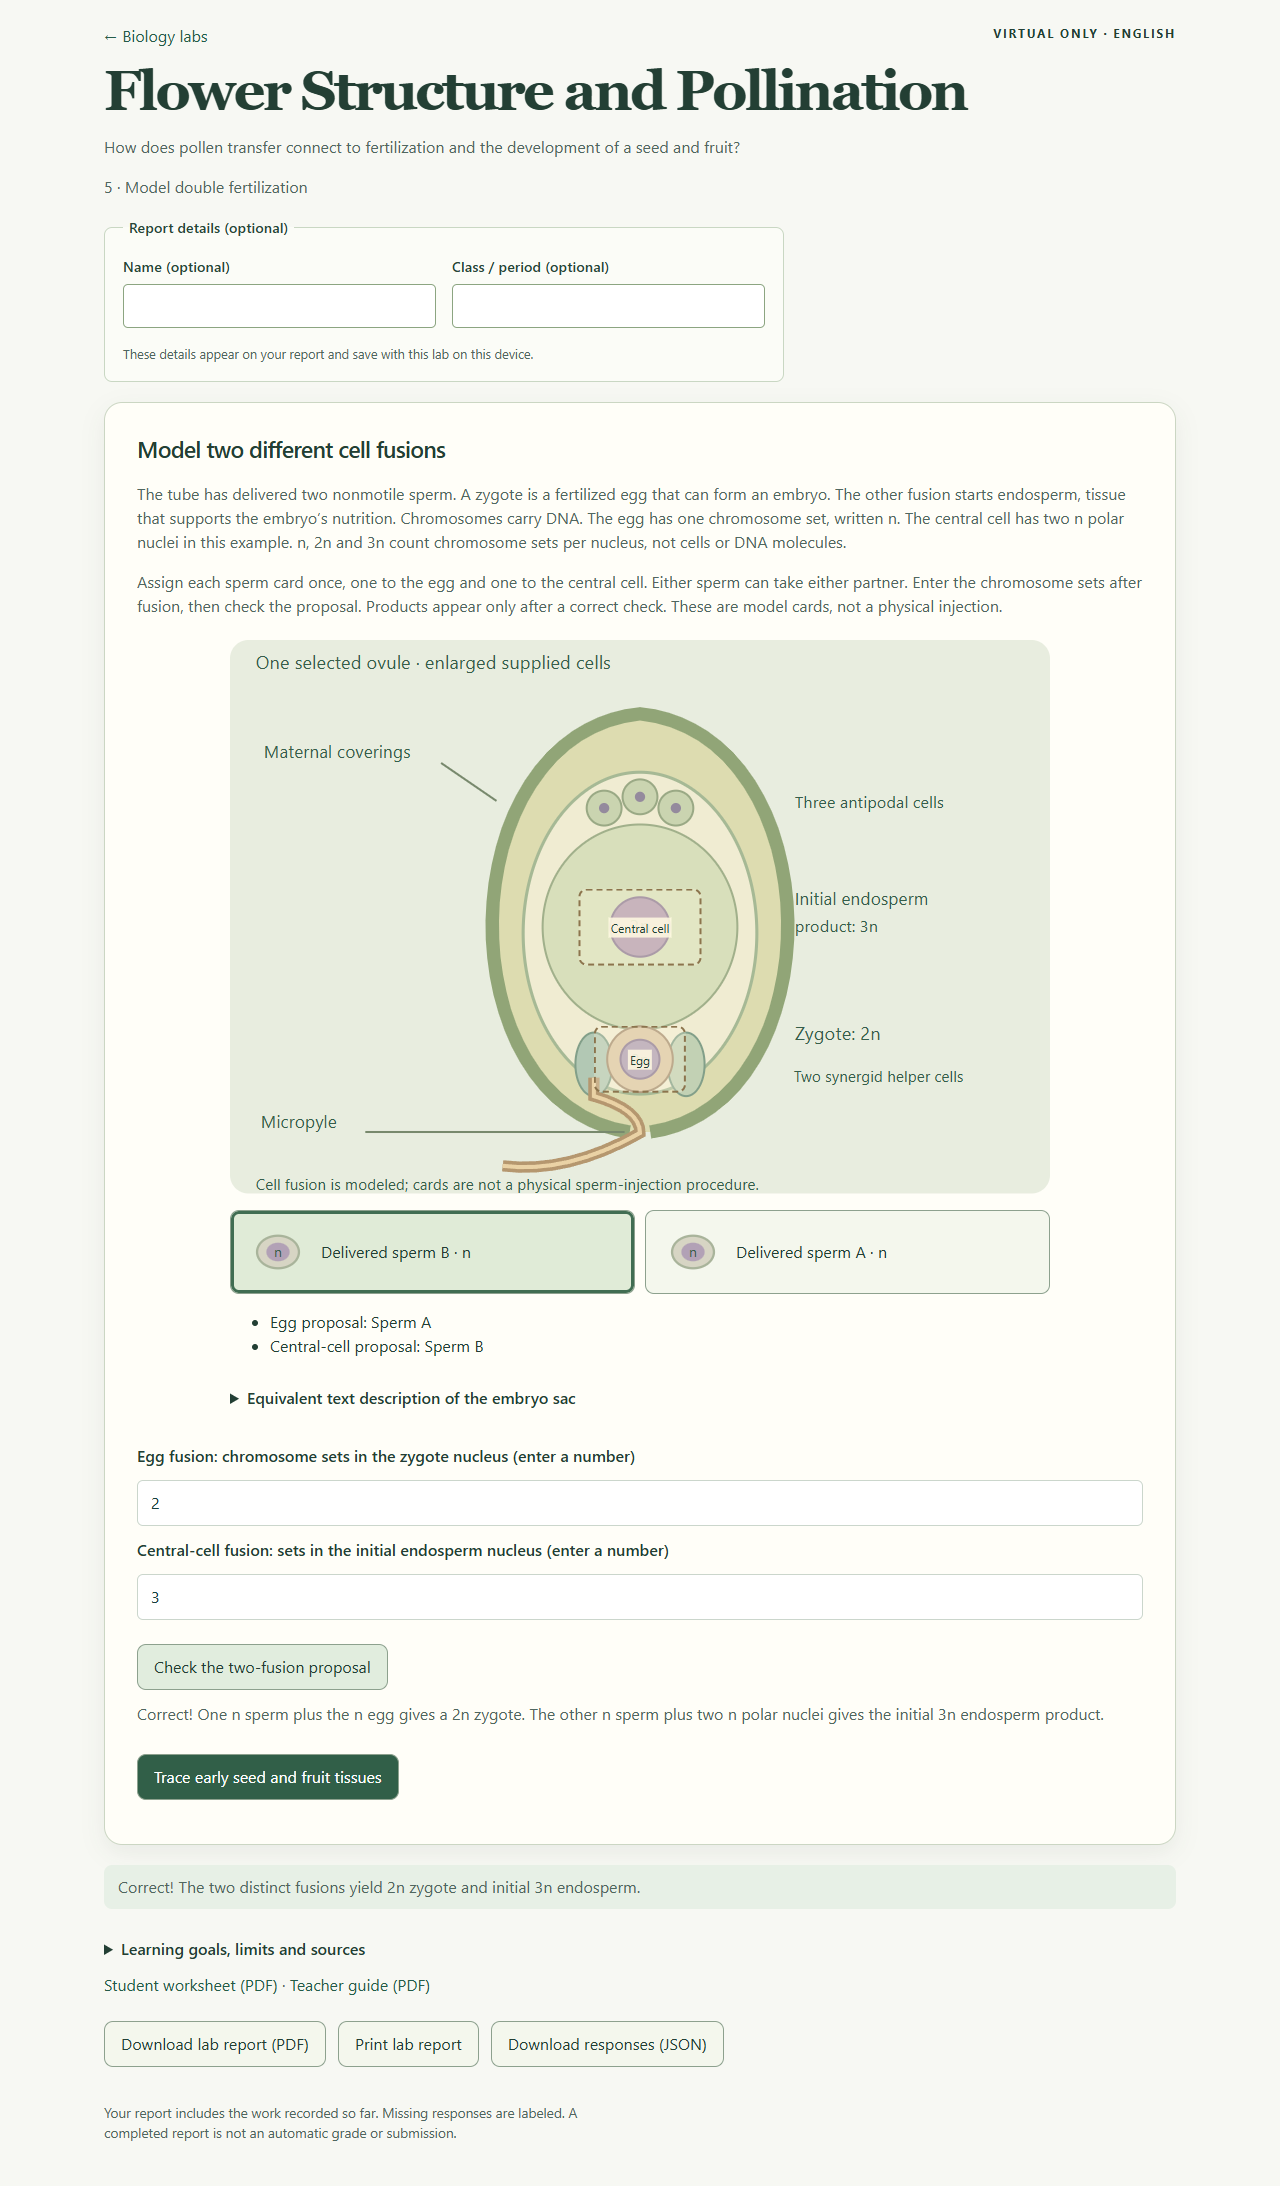 ← Biology labs
VIRTUAL ONLY · ENGLISH
Flower Structure and Pollination
How does pollen transfer connect to fertilization and the development of a seed and fruit?
5 · Model double fertilization
Report details (optional)
Name (optional)
Class / period (optional)
These details appear on your report and save with this lab on this device.
Model two different cell fusions
The tube has delivered two nonmotile sperm. A zygote is a fertilized egg that can form an embryo. The other fusion starts endosperm, tissue
that supports the embryo’s nutrition. Chromosomes carry DNA. The egg has one chromosome set, written n. The central cell has two n polar
nuclei in this example. n, 2n and 3n count chromosome sets per nucleus, not cells or DNA molecules.
Assign each sperm card once, one to the egg and one to the central cell. Either sperm can take either partner. Enter the chromosome sets after
fusion, then check the proposal. Products appear only after a correct check. These are model cards, not a physical injection.
One selected ovule · enlarged supplied cells
Maternal coverings
Three antipodal cells
Initial endosperm
product: 3n
Central cell
Zygote: 2n
Egg
Two synergid helper cells
Micropyle
Cell fusion is modeled; cards are not a physical sperm-injection procedure.
n Delivered sperm B · n
n Delivered sperm A · n
• Egg proposal: Sperm A
• Central-cell proposal: Sperm B
▶ Equivalent text description of the embryo sac
Egg fusion: chromosome sets in the zygote nucleus (enter a number)
2
Central-cell fusion: sets in the initial endosperm nucleus (enter a number)
3
Check the two-fusion proposal
Correct! One n sperm plus the n egg gives a 2n zygote. The other n sperm plus two n polar nuclei gives the initial 3n endosperm product.
Trace early seed and fruit tissues
Correct! The two distinct fusions yield 2n zygote and initial 3n endosperm.
▶ Learning goals, limits and sources
Student worksheet (PDF) · Teacher guide (PDF)
Download lab report (PDF)
Print lab report
Download responses (JSON)
Your report includes the work recorded so far. Missing responses are labeled. A
completed report is not an automatic grade or submission.